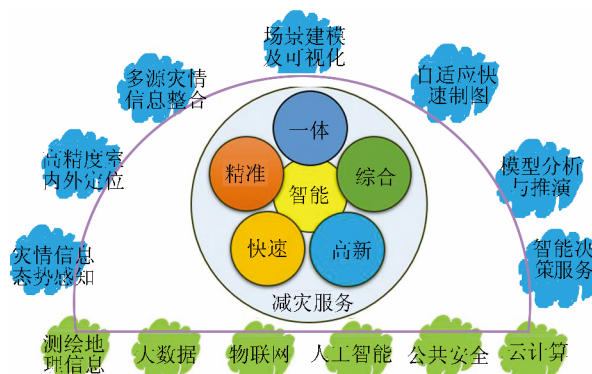 场景建模
及可视化
多源灾情
信息整合
自适应快
速制图
高精度室
内外定位
模型分析
与推演
灾情信息
态势感知
智能决
策服务
一体
精准
综合
智能
快速
高新
减灾服务
测绘地
理信息
大数据
物联网
人工智能
公共安全
云计算